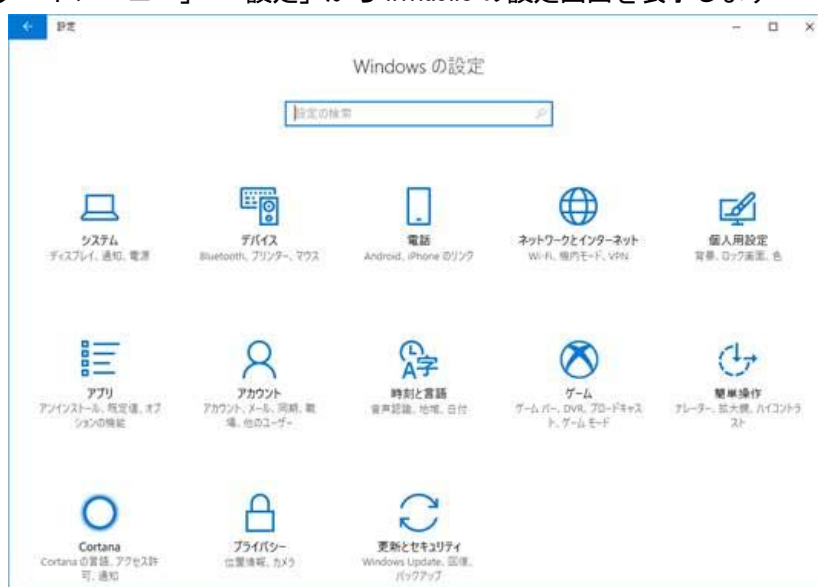 設定
Windows の設定
設定の検索
システム
ディスプレイ、通知、電源
デバイス
Bluetooth、プリンター、マウス
電話
Android、iPhone のリンク
ネットワークとインターネット
Wi-Fi、機内モード、VPN
個人用設定
背景、ロック画面、色
アプリ
アンインストール、既定値、オプ
ションの機能
アカウント
アカウント、メール、同期、職
場、他のユーザー
時刻と言語
音声認識、地域、日付
ゲーム
ゲーム バー、DVR、ブロードキャス
ト、ゲーム モード
簡単操作
ナレーター、拡大鏡、ハイコントラ
スト
Cortana
Cortana の言語、アクセス許
可、通知
プライバシー
位置情報、カメラ
更新とセキュリティ
Windows Update、回復、
バックアップ